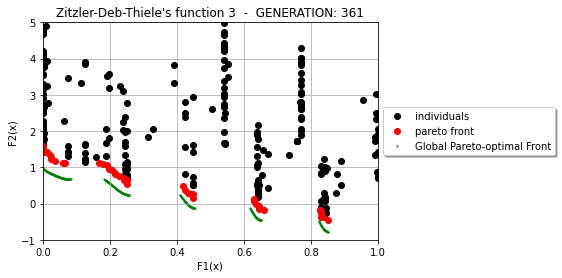 Zitzler-Deb-Thiele's function 3 - GENERATION: 361
5
4
3
2
1
0
−1
F2(x)
0.0 0.2 0.4 0.6 0.8 1.0
F1(x)
individuals
pareto front
Global Pareto-optimal Front